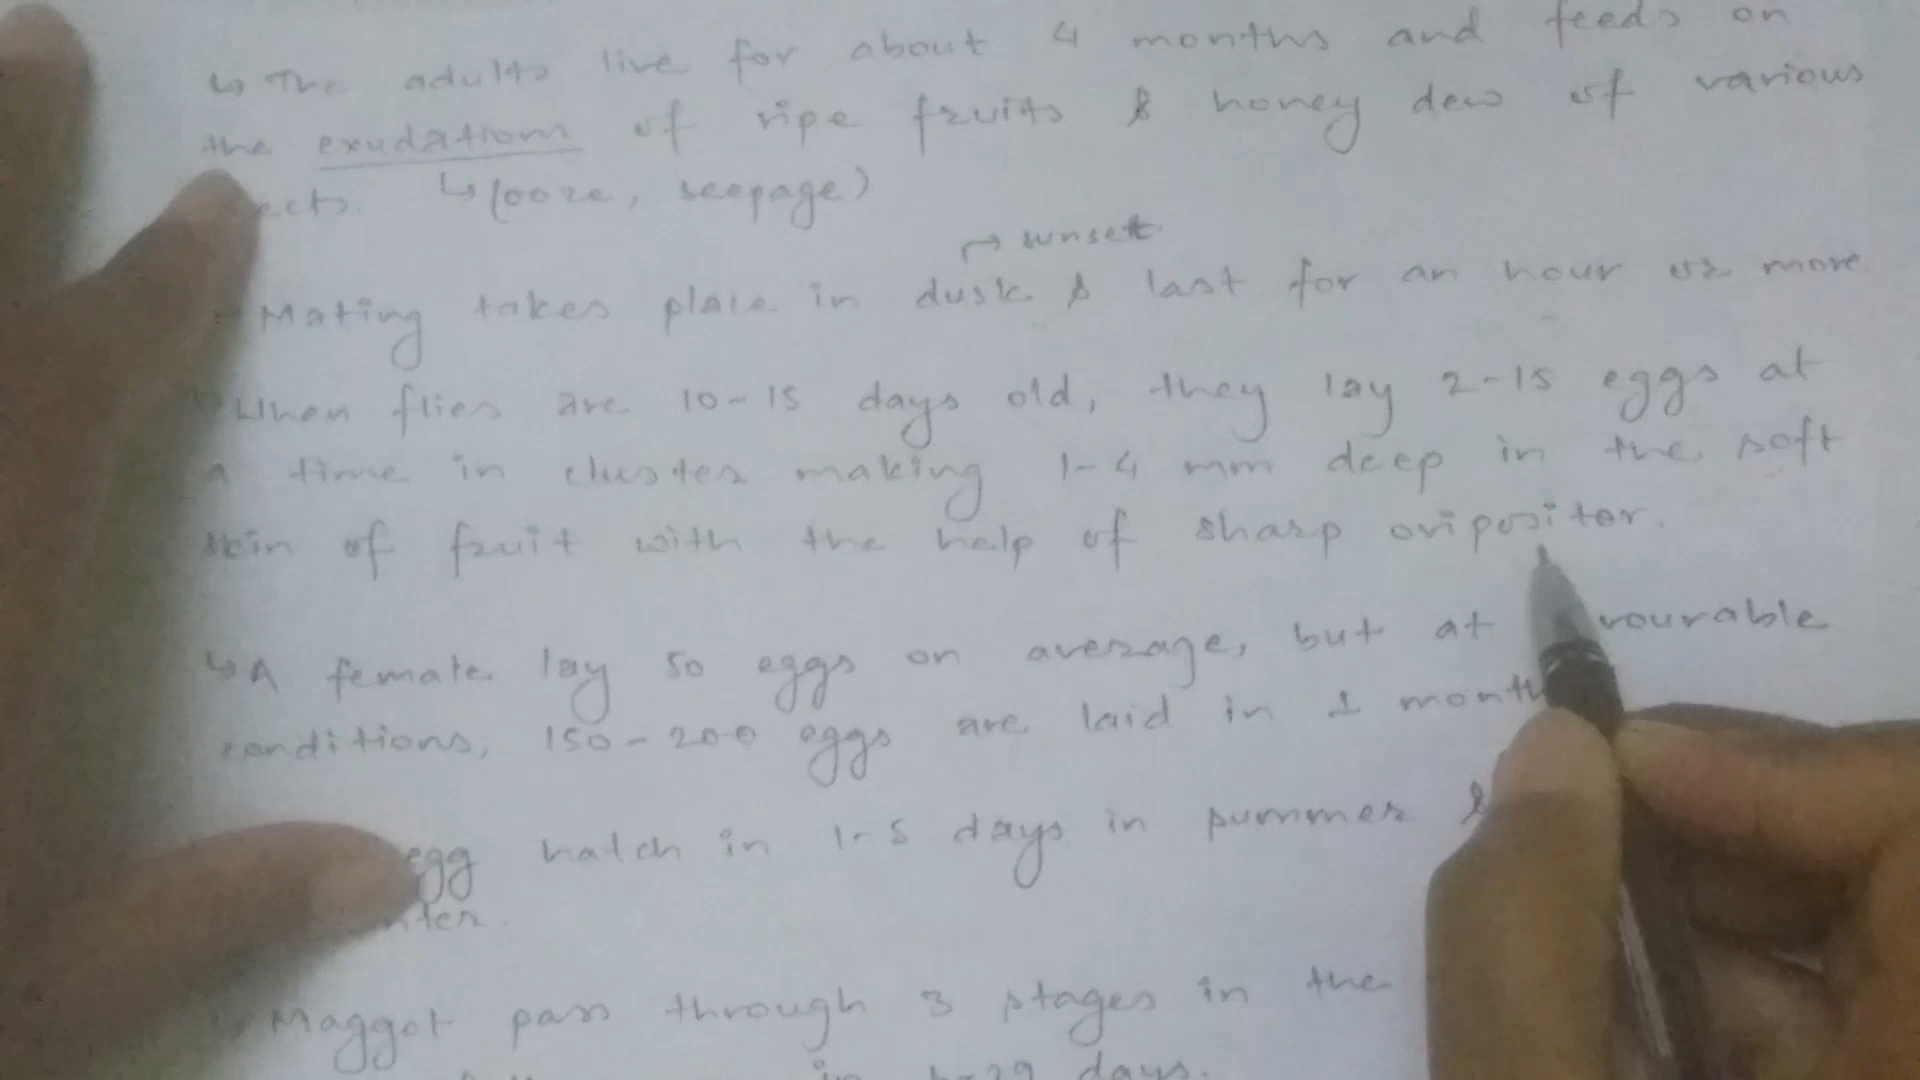 ↳ The adults live for about 4 months and feeds on
the exudations of ripe fruits & honey dew of various
ects. ↳ (ooze, seepage)
↱ sunset
Mating takes place in dusk & last for an hour or more
When flies are 10-15 days old, they lay 2-15 eggs at
a time in cluster making 1-4 mm deep in the soft
skin of fruit with the help of sharp ovipositor.
↳ A female lay 50 eggs on average, but at vourable
conditions, 150-200 eggs are laid in 1 month
egg hatch in 1-5 days in summer &
nter.
Maggot pass through 3 stages in the
in 29 days.